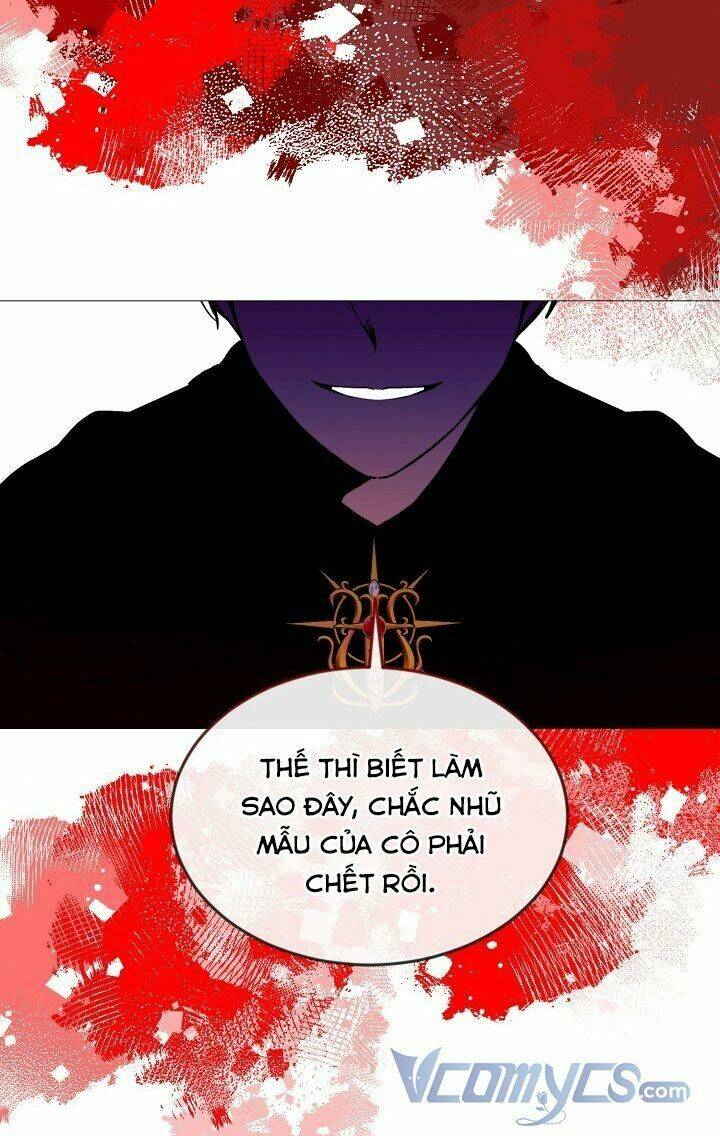 THẾ THÌ BIẾT LÀM
SAO ĐÂY, CHẮC NHŨ
MẪU CỦA CÔ PHẢI
CHẾT RỒI.
VCOMYCS.com